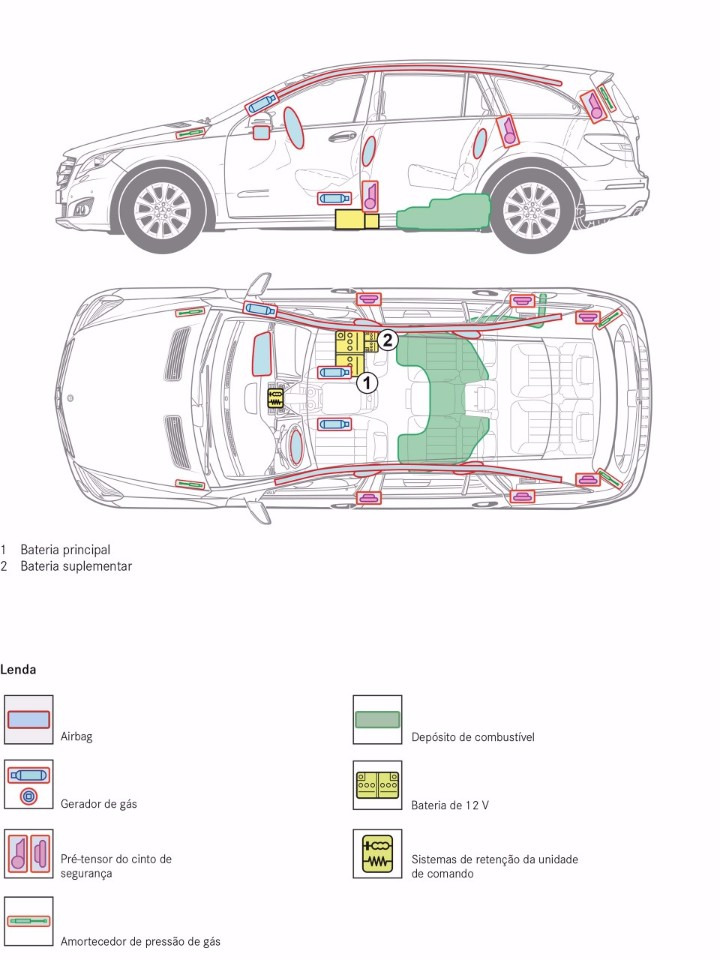 2
1
1 Bateria principal
2 Bateria suplementar
Lenda
Airbag
Depósito de combustível
Gerador de gás
Bateria de 12 V
Pré-tensor do cinto de
segurança
Sistemas de retenção da unidade
de comando
Amortecedor de pressão de gás